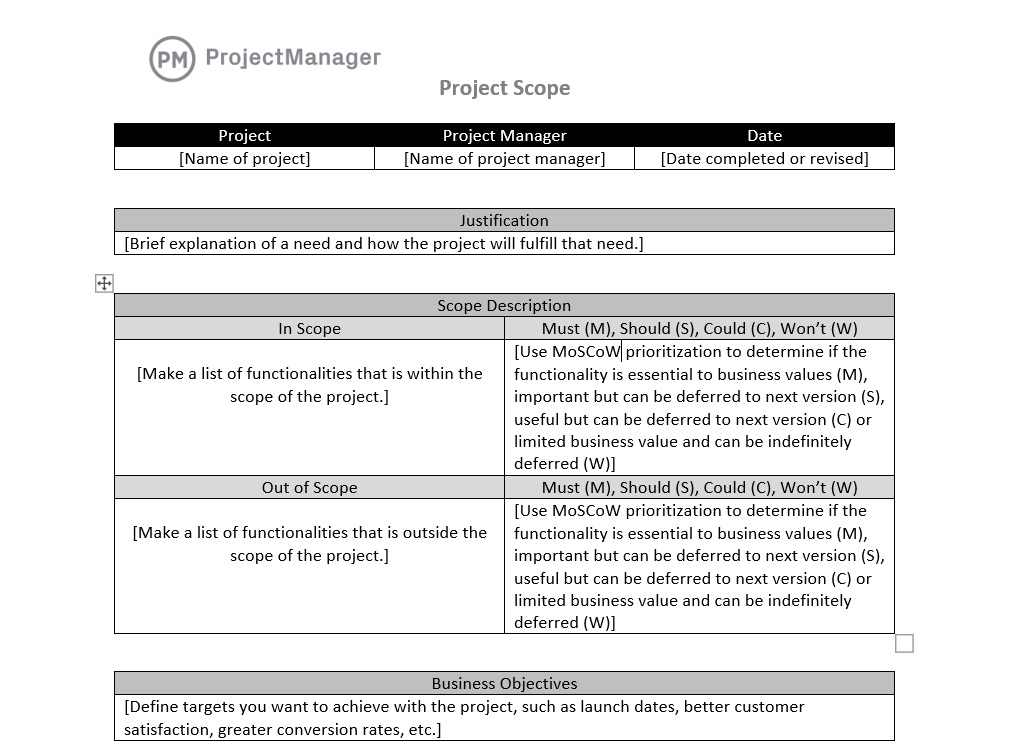 PM ProjectManager
Project Scope
Project Project Manager Date
[Name of project] [Name of project manager] [Date completed or revised]
Justification
[Brief explanation of a need and how the project will fulfill that need.]
Scope Description
In Scope
Must (M), Should (S), Could (C), Won’t (W)
[Make a list of functionalities that is within the
scope of the project.]
[Use MoSCoW prioritization to determine if the
functionality is essential to business values (M),
important but can be deferred to next version (S),
useful but can be deferred to next version (C) or
limited business value and can be indefinitely
deferred (W)]
Out of Scope
Must (M), Should (S), Could (C), Won’t (W)
[Make a list of functionalities that is outside the
scope of the project.]
[Use MoSCoW prioritization to determine if the
functionality is essential to business values (M),
important but can be deferred to next version (S),
useful but can be deferred to next version (C) or
limited business value and can be indefinitely
deferred (W)]
Business Objectives
[Define targets you want to achieve with the project, such as launch dates, better customer
satisfaction, greater conversion rates, etc.]